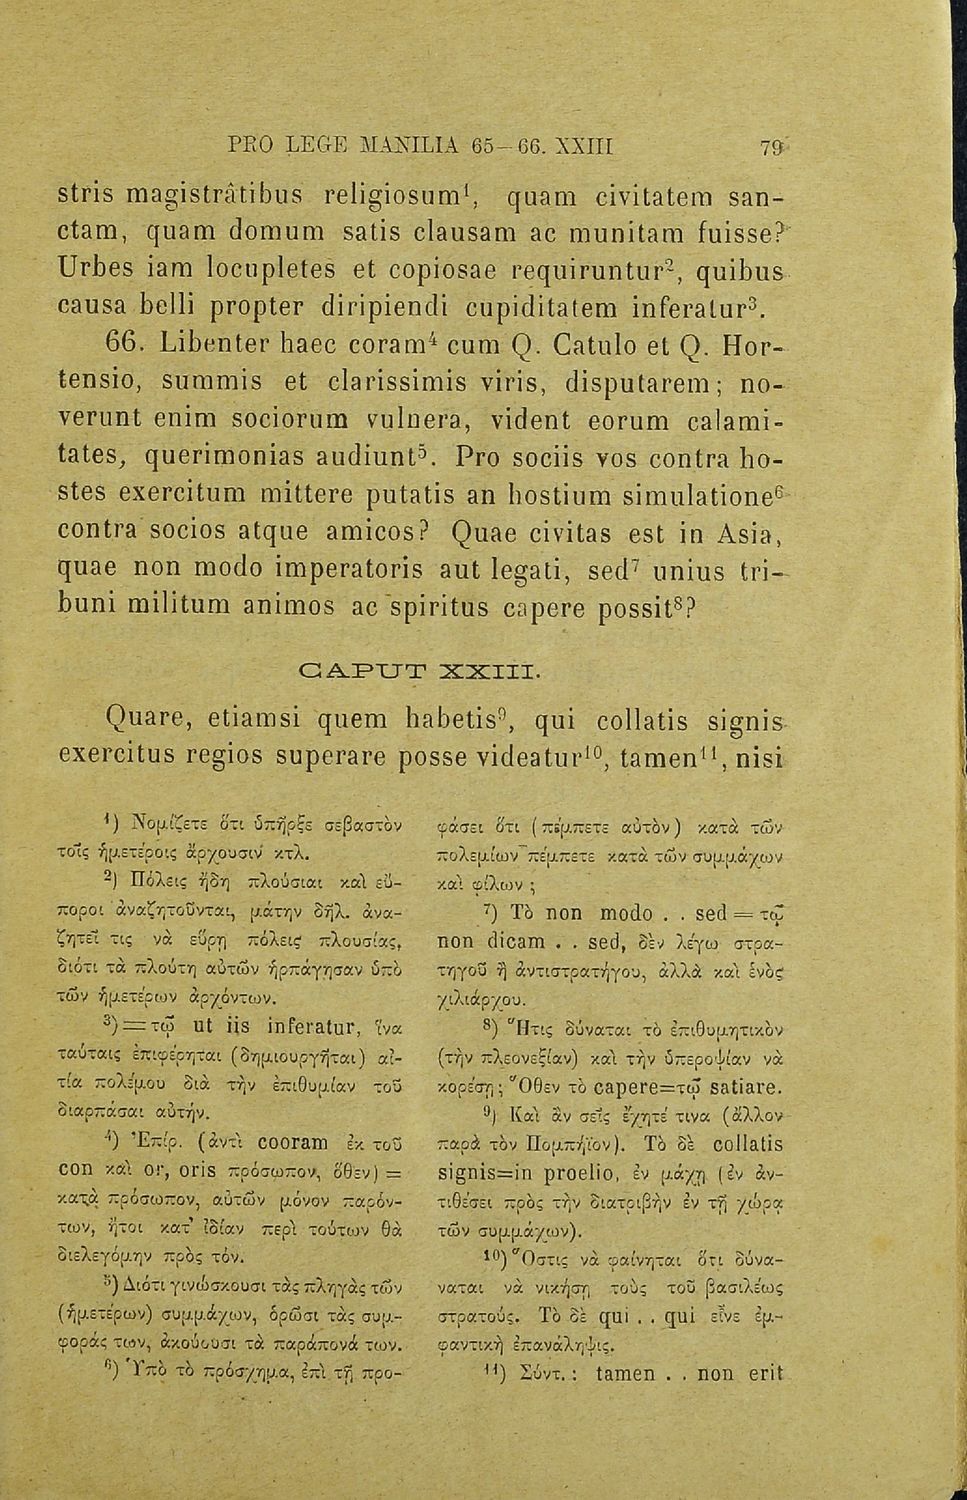 PRO LEGE MANILIA 65–66. XXIII 79
stris magistrâtibus religiosum¹, quam civitatem san-
ctam, quam domum satis clausam ac munitam fuisse?
Urbes iam locupletes et copiosae requiruntur², quibus
causa belli propter diripiendi cupiditatem inferatur³.
66. Libenter haec coram⁴ cum Q. Catulo et Q. Hor-
tensio, summis et clarissimis viris, disputarem; no-
verunt enim sociorum vulnera, vident eorum calami-
tates, querimonias audiunt⁵. Pro sociis vos contra ho-
stes exercitum mittere putatis an hostium simulatione⁶
contra socios atque amicos? Quae civitas est in Asia,
quae non modo imperatoris aut legati, sed⁷ unius tri-
buni militum animos ac spiritus capere possit⁸?
CAPUT XXIII.
Quare, etiamsi quem habetis⁹, qui collatis signis
exercitus regios superare posse videatur¹⁰, tamen¹¹, nisi
¹) Νομίζετε ὅτι ὑπῆρξε σεβαστὸν
τοῖς ἡμετέροις ἄρχουσιν κτλ.
²) Πόλεις ἤδη πλούσιαι καὶ εὔ-
ποροι ἀναζητοῦνται, μάτην δηλ. ἀνα-
ζητεῖ τις νὰ εὕρῃ πόλεις πλουσίας,
διότι τὰ πλούτη αὐτῶν ἡρπάγησαν ὑπὸ
τῶν ἡμετέρων ἀρχόντων.
³)=τῷ ut iis inferatur, ἵνα
ταύταις ἐπιφέρηται (δημιουργῆται) αἰ-
τία πολέμου διὰ τὴν ἐπιθυμίαν τοῦ
διαρπάσαι αὐτήν.
⁴) Ἐπίρ. (ἀντὶ cooram ἐκ τοῦ
con καὶ or, oris πρόσωπον, ὅθεν) =
κατὰ πρόσωπον, αὐτῶν μόνον παρόν-
των, ἤτοι κατ' ἰδίαν περὶ τούτων θὰ
διελεγόμην πρὸς τόν.
⁵) Διότι γινώσκουσι τὰς πληγὰς τῶν
(ἡμετέρων) συμμάχων, ὁρῶσι τὰς συμ-
φοράς των, ἀκούουσι τὰ παράπονά των.
⁶) Ὑπὸ τὸ πρόσχημα, ἐπὶ τῇ προ-
φάσει ὅτι (πέμπετε αὐτὸν) κατὰ τῶν
πολεμίων πέμπετε κατὰ τῶν συμμάχων
καὶ φίλων ;
⁷) Τὸ non modo . . sed = τῷ
non dicam . . sed, δὲν λέγω στρα-
τηγοῦ ἢ ἀντιστρατήγου, ἀλλὰ καὶ ἑνὸς
χιλιάρχου.
⁸) Ἥτις δύναται τὸ ἐπιθυμητικὸν
(τὴν πλεονεξίαν) καὶ τὴν ὑπεροψίαν νὰ
κορέσῃ ; Ὅθεν τὸ capere=τῷ satiare.
⁹) Καὶ ἂν σεῖς ἔχητέ τινα (ἄλλον
παρὰ τὸν Πομπήϊον). Τὸ δὲ collatis
signis=in proelio, ἐν μάχῃ (ἐν ἀν-
τιθέσει πρὸς τὴν διατριβὴν ἐν τῇ χώρᾳ
τῶν συμμάχων).
¹⁰) Ὅστις νὰ φαίνηται ὅτι δύνα-
ναται νὰ νικήσῃ τοὺς τοῦ βασιλέως
στρατούς. Τὸ δὲ qui . . qui εἶνε ἐμ-
φαντικὴ ἐπανάληψις.
¹¹) Σύντ. : tamen . . non erit